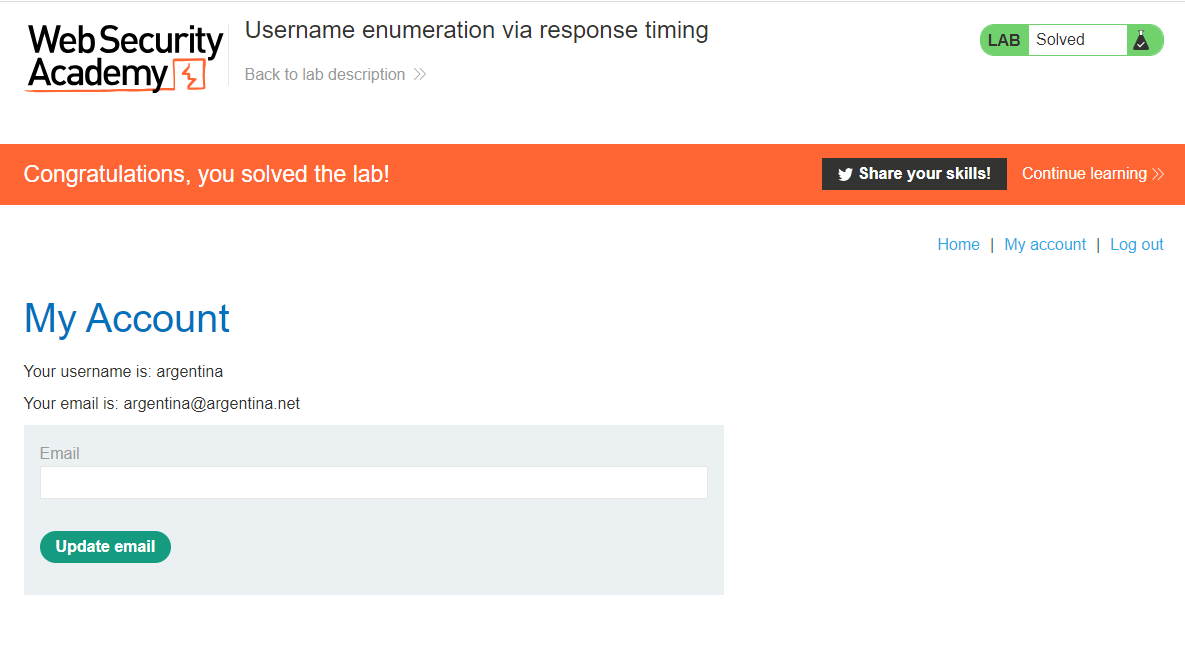 Web Security
Academy
Username enumeration via response timing
Back to lab description
LAB Solved
Congratulations, you solved the lab!
Share your skills!
Continue learning
Home | My account | Log out
My Account
Your username is: argentina
Your email is: argentina@argentina.net
Email
Update email